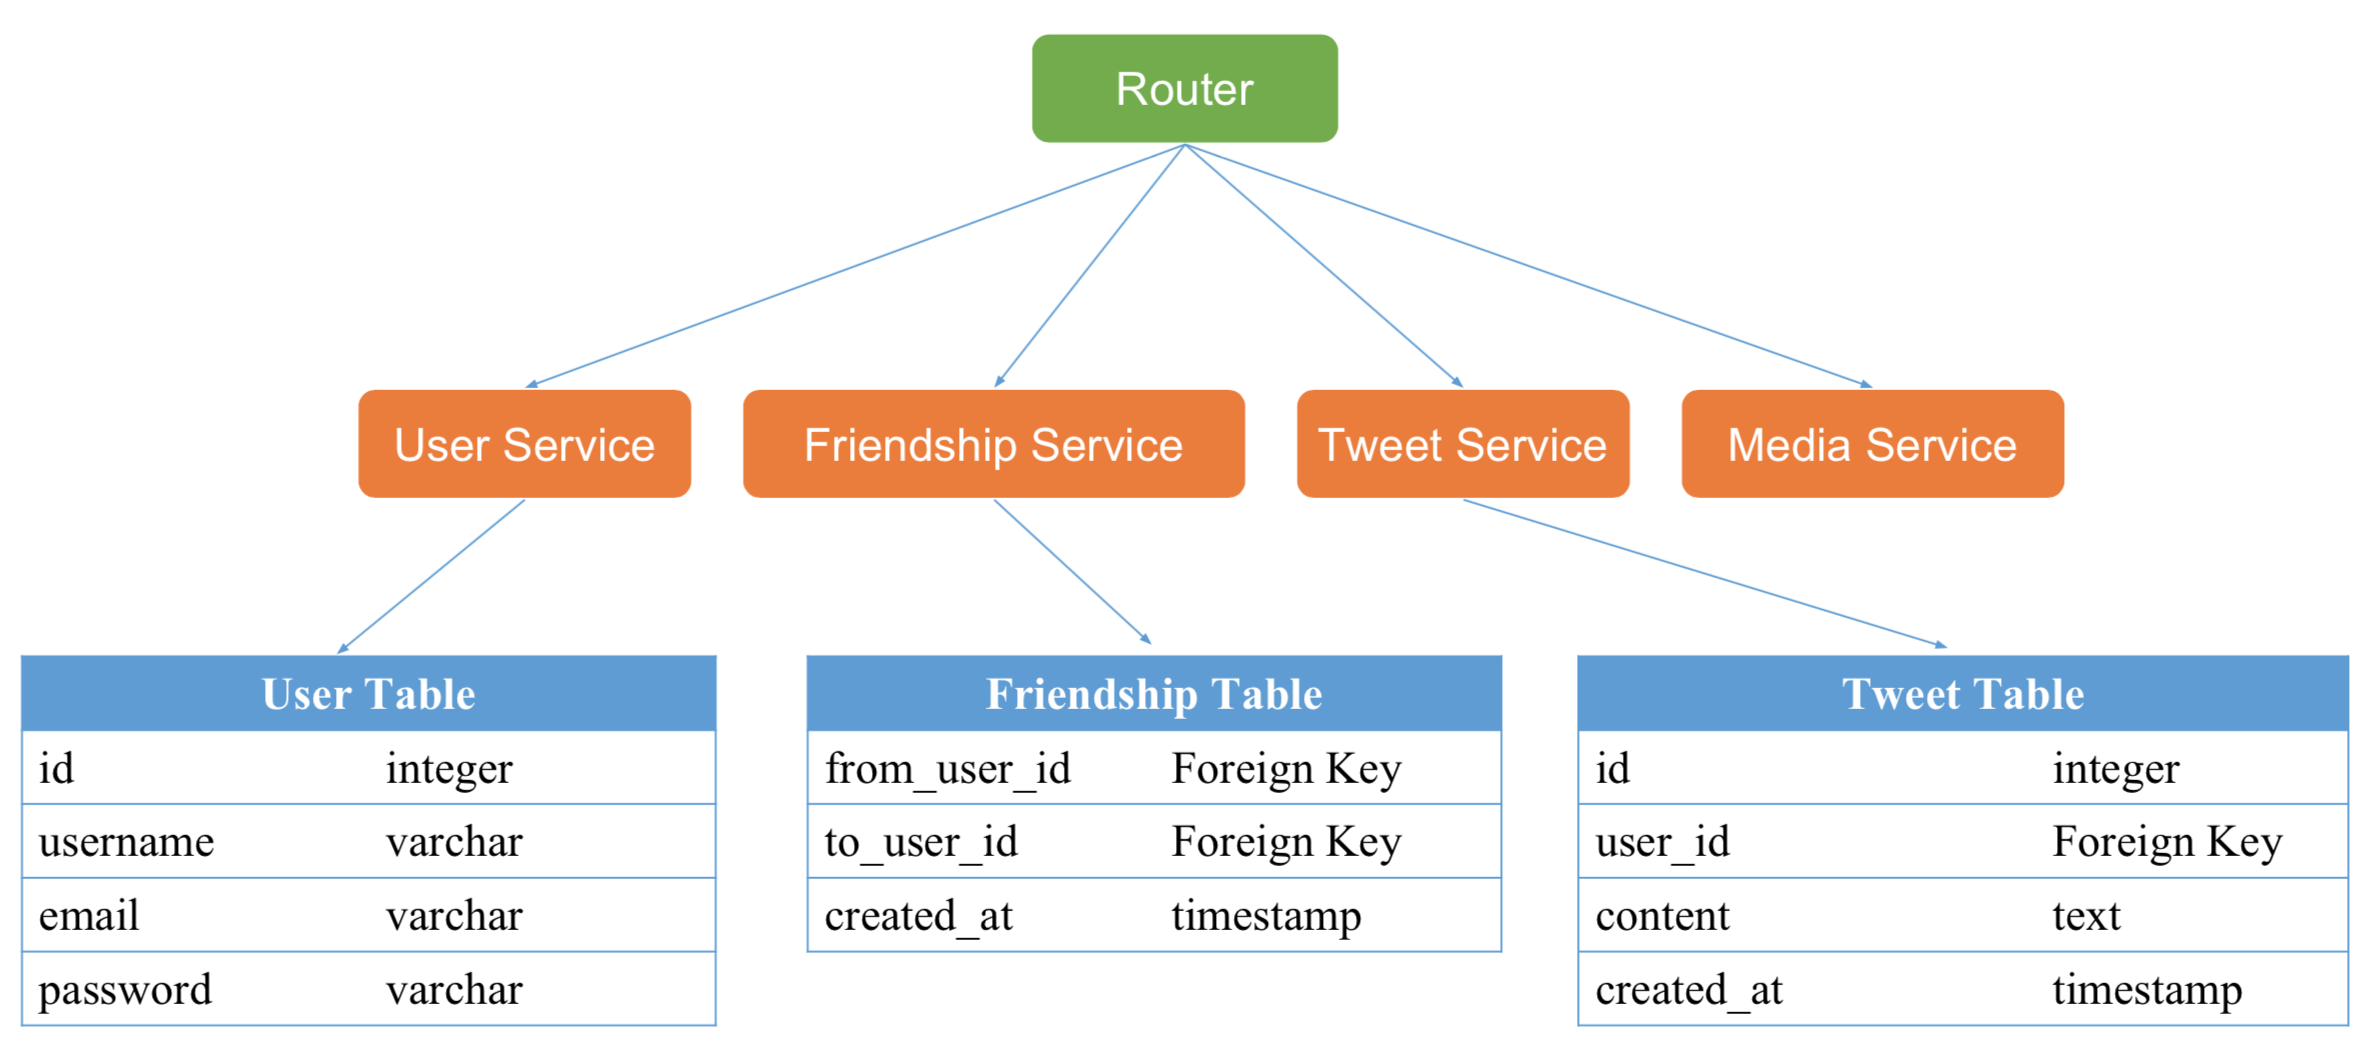 Router
User Service
Friendship Service
Tweet Service
Media Service
User Table
id integer
username varchar
email varchar
password varchar
Friendship Table
from_user_id Foreign Key
to_user_id Foreign Key
created_at timestamp
Tweet Table
id integer
user_id Foreign Key
content text
created_at timestamp